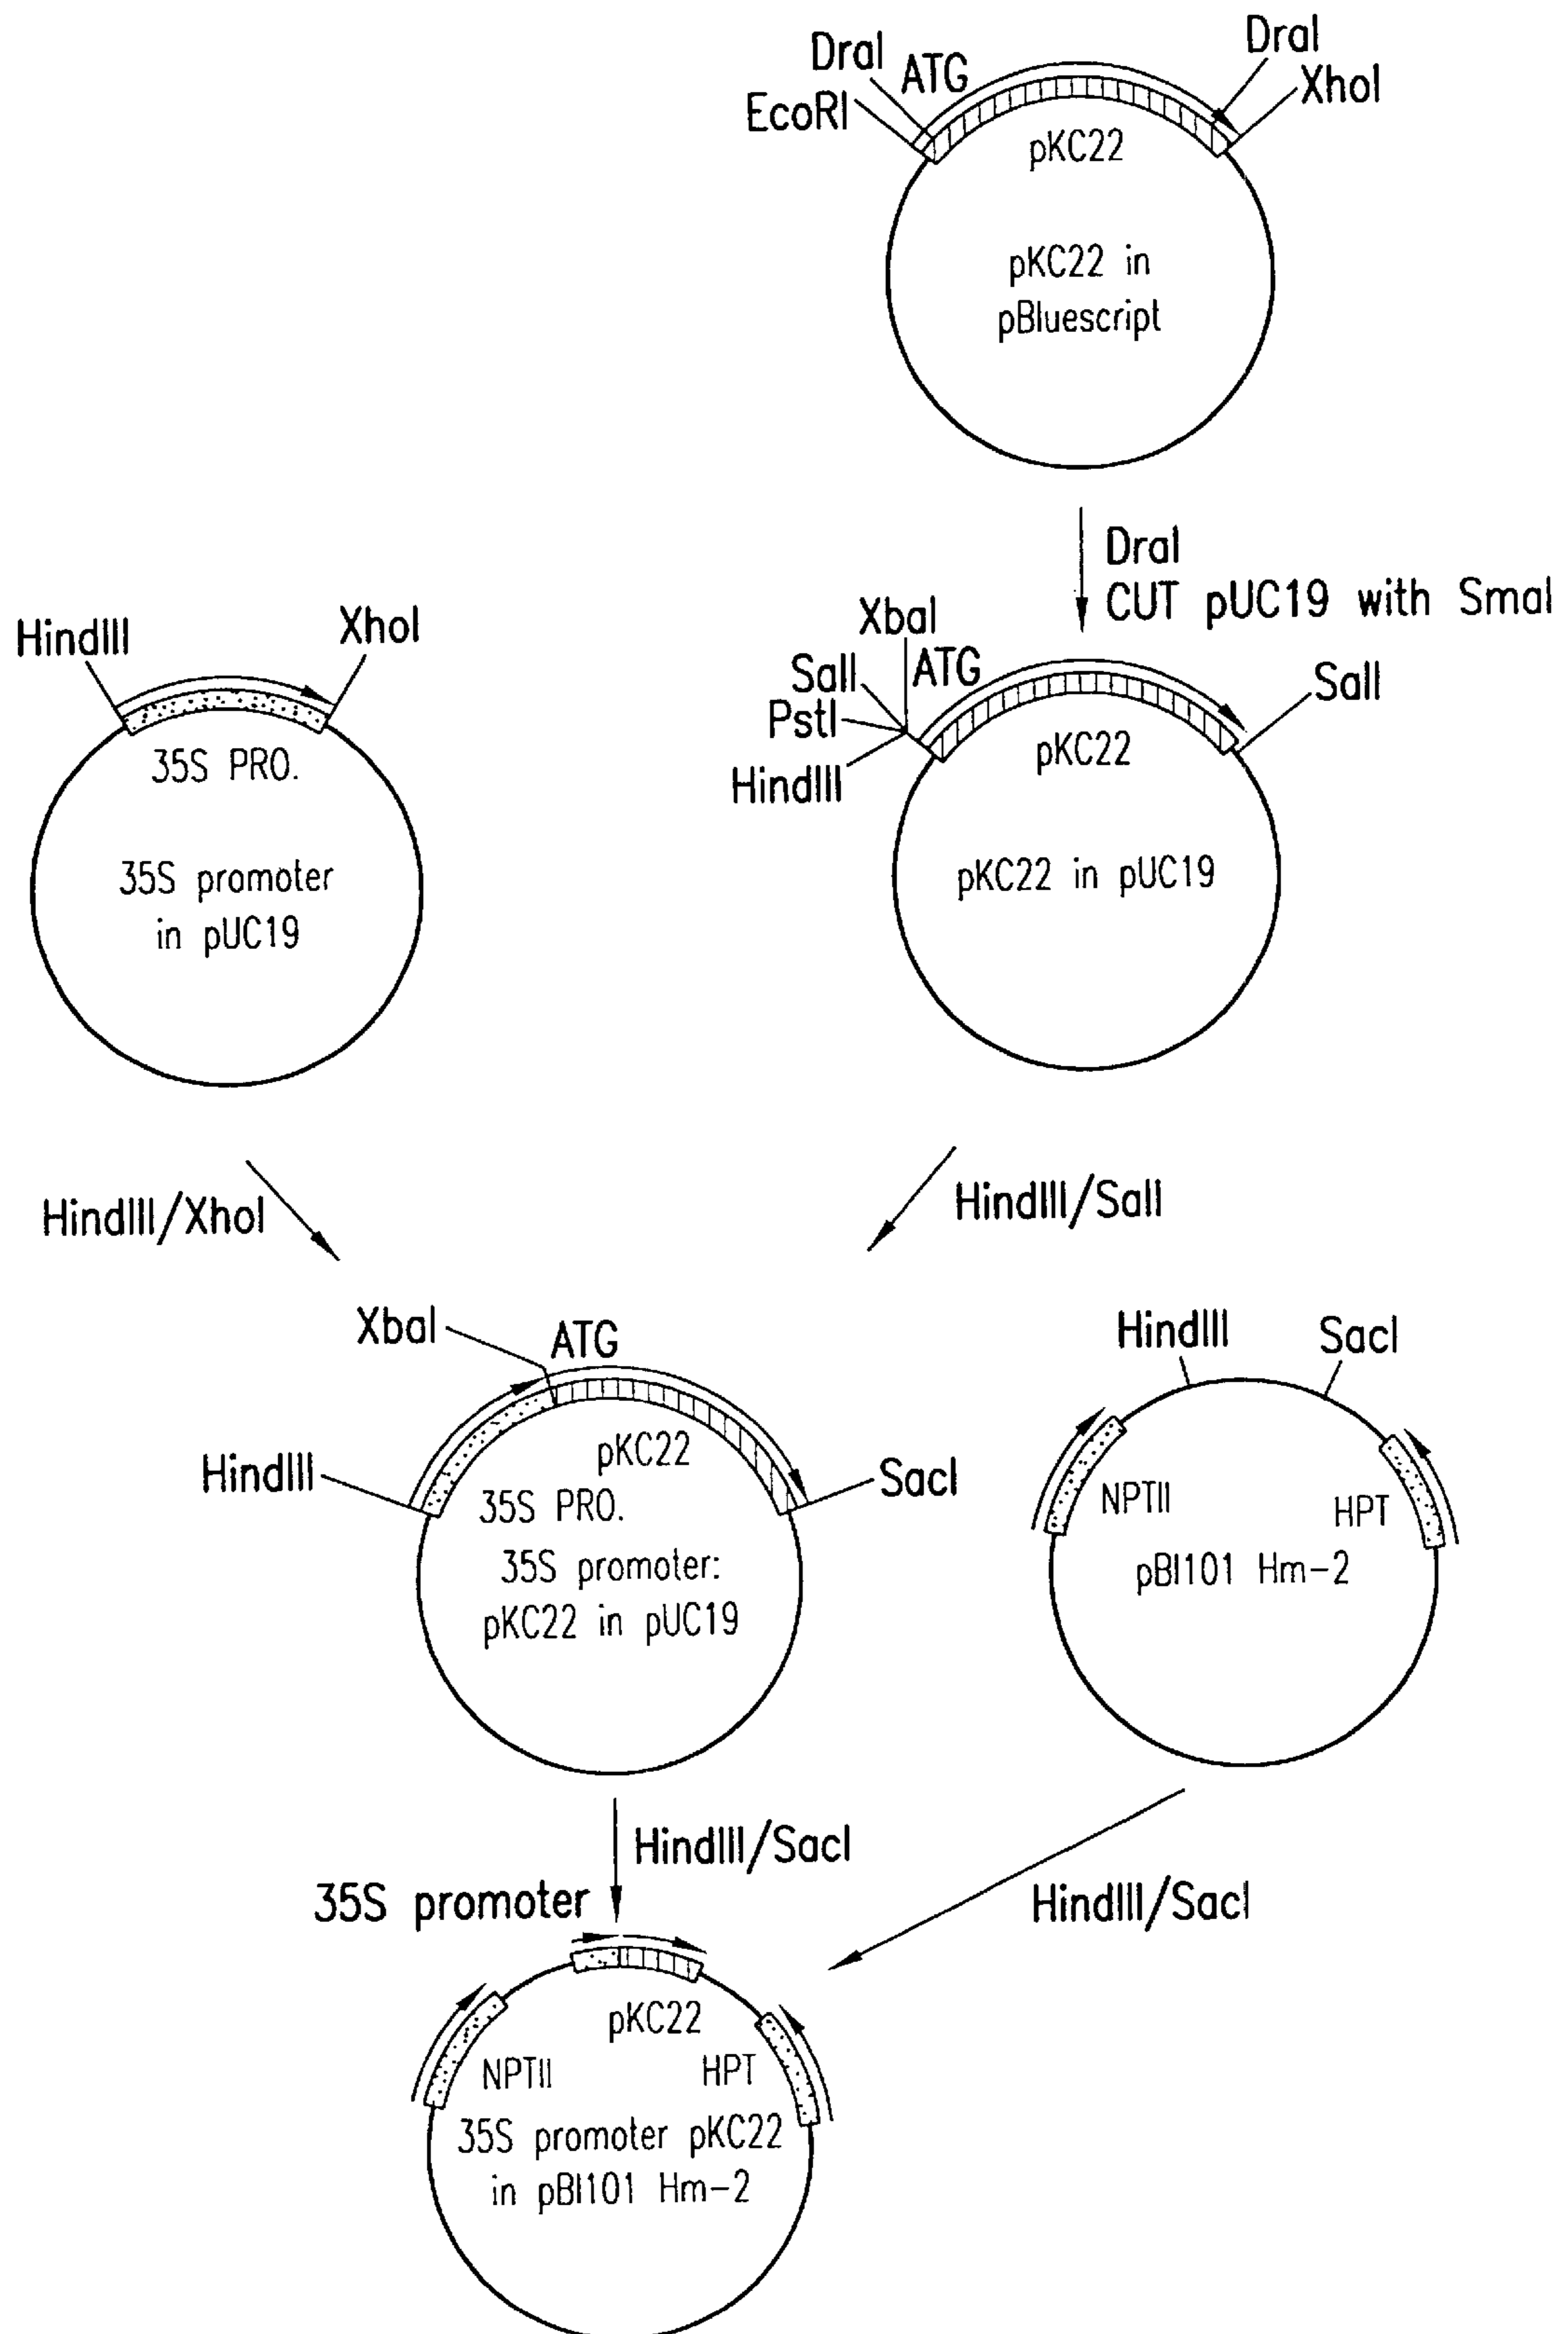 DraI
ATG
DraI
EcoRI
XhoI
pKC22
pKC22 in
pBluescript
DraI
CUT pUC19 with SmaI
HindIII
XhoI
35S PRO.
35S promoter
in pUC19
XbaI
SalI
ATG
SalI
PstI
HindIII
pKC22
pKC22 in pUC19
HindIII/XhoI
HindIII/SalI
XbaI
ATG
HindIII
pKC22
SacI
35S PRO.
35S promoter:
pKC22 in pUC19
HindIII
SacI
NPTII
HPT
pBI101 Hm-2
HindIII/SacI
HindIII/SacI
35S promoter
pKC22
NPTII
HPT
35S promoter pKC22
in pBI101 Hm-2